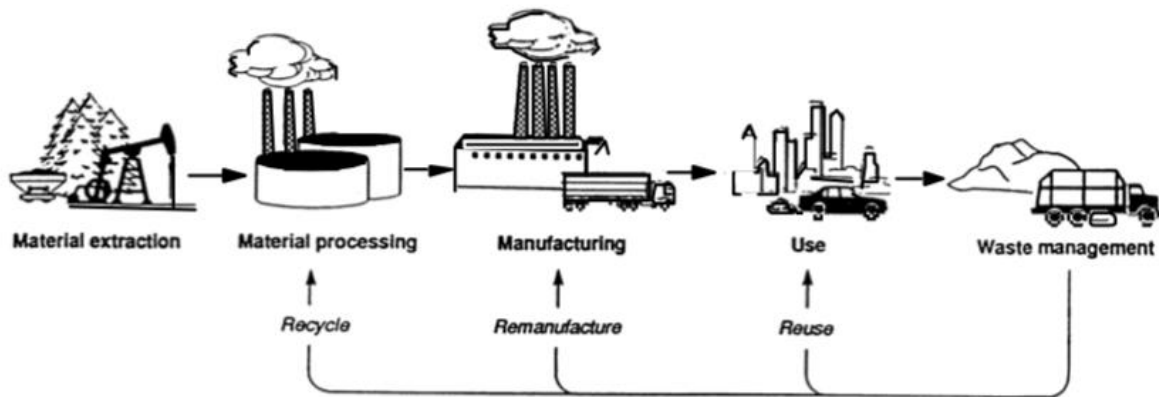 Material extraction
Material processing
Manufacturing
Use
Waste management
Recycle
Remanufacture
Reuse